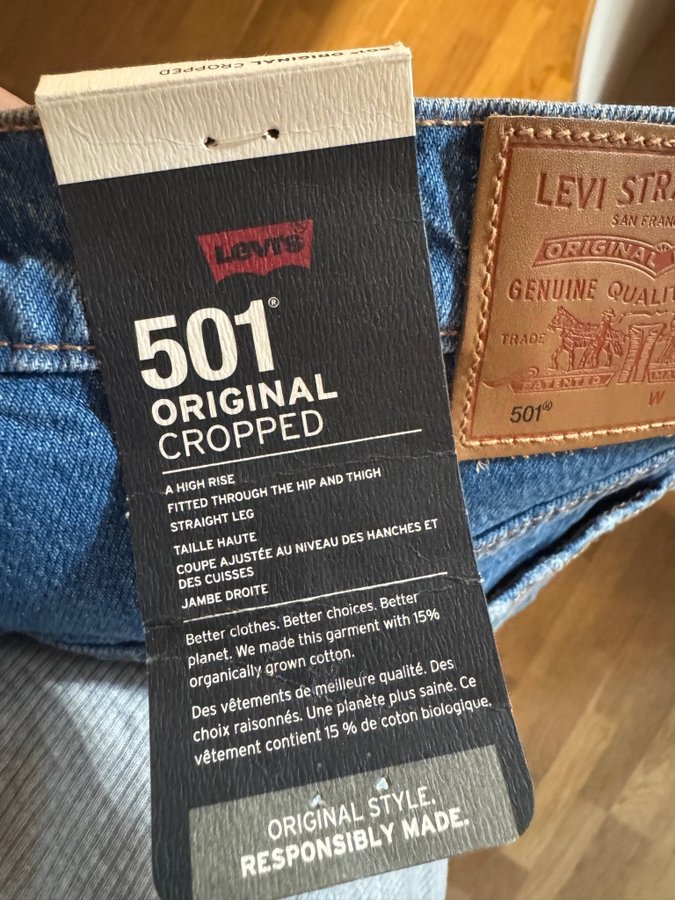 501® ORIGINAL CROPPED
Levi's
501®
ORIGINAL
CROPPED
A HIGH RISE
FITTED THROUGH THE HIP AND THIGH
STRAIGHT LEG
TAILLE HAUTE
COUPE AJUSTÉE AU NIVEAU DES HANCHES ET
DES CUISSES
JAMBE DROITE
Better clothes. Better choices. Better
planet. We made this garment with 15%
organically grown cotton.
Des vêtements de meilleure qualité. Des
choix raisonnés. Une planète plus saine. Ce
vêtement contient 15 % de coton biologique.
ORIGINAL STYLE.
RESPONSIBLY MADE.
LEVI
ORIGINAL
GENUINE
TRADE
PATENTED
501®
W